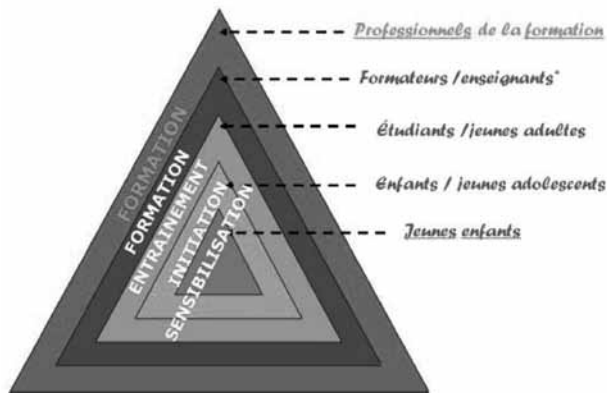 Professionnels de la formation
Formateurs /enseignants*
Étudiants /jeunes adultes
Enfants / jeunes adolescents
Jeunes enfants
FORMATION
FORMATION
ENTRAINEMENT
INITIATION
SENSIBILISATION